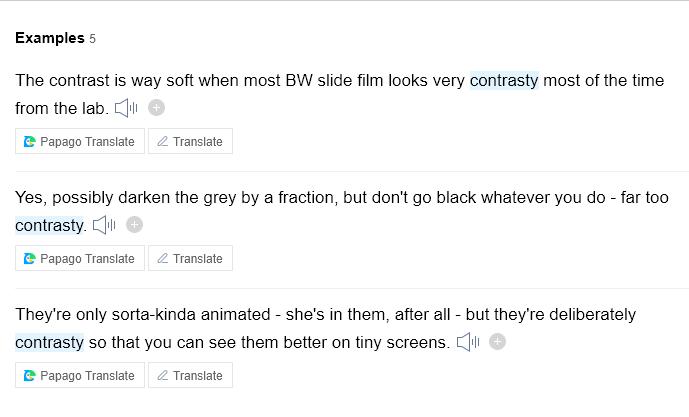 Examples 5
The contrast is way soft when most BW slide film looks very contrasty most of the time
from the lab.
Papago Translate Translate
Yes, possibly darken the grey by a fraction, but don't go black whatever you do - far too
contrasty.
Papago Translate Translate
They're only sorta-kinda animated - she's in them, after all - but they're deliberately
contrasty so that you can see them better on tiny screens.
Papago Translate Translate